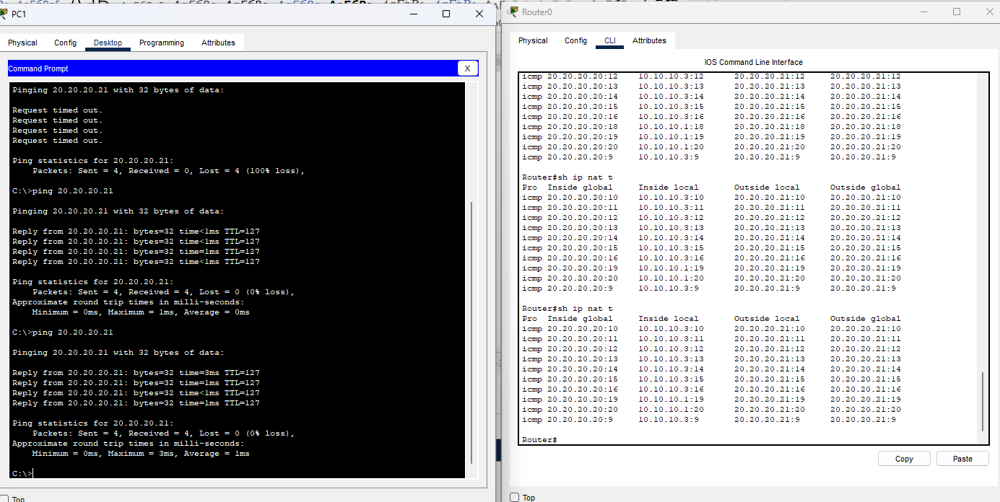 PC1
Physical Config Desktop Programming Attributes
Command Prompt
X
Pinging 20.20.20.21 with 32 bytes of data:
Request timed out.
Request timed out.
Request timed out.
Request timed out.
Ping statistics for 20.20.20.21:
Packets: Sent = 4, Received = 0, Lost = 4 (100% loss),
C:\>ping 20.20.20.21
Pinging 20.20.20.21 with 32 bytes of data:
Reply from 20.20.20.21: bytes=32 time<1ms TTL=127
Reply from 20.20.20.21: bytes=32 time<1ms TTL=127
Reply from 20.20.20.21: bytes=32 time=1ms TTL=127
Reply from 20.20.20.21: bytes=32 time<1ms TTL=127
Ping statistics for 20.20.20.21:
Packets: Sent = 4, Received = 4, Lost = 0 (0% loss),
Approximate round trip times in milli-seconds:
Minimum = 0ms, Maximum = 1ms, Average = 0ms
C:\>ping 20.20.20.21
Pinging 20.20.20.21 with 32 bytes of data:
Reply from 20.20.20.21: bytes=32 time=3ms TTL=127
Reply from 20.20.20.21: bytes=32 time=1ms TTL=127
Reply from 20.20.20.21: bytes=32 time<1ms TTL=127
Reply from 20.20.20.21: bytes=32 time=1ms TTL=127
Ping statistics for 20.20.20.21:
Packets: Sent = 4, Received = 4, Lost = 0 (0% loss),
Approximate round trip times in milli-seconds:
Minimum = 0ms, Maximum = 3ms, Average = 1ms
C:\>
Top
Router0
Physical Config CLI Attributes
IOS Command Line Interface
icmp 20.20.20.20:12 10.10.10.3:12 20.20.20.21:12 20.20.20.21:12
icmp 20.20.20.20:13 10.10.10.3:13 20.20.20.21:13 20.20.20.21:13
icmp 20.20.20.20:14 10.10.10.3:14 20.20.20.21:14 20.20.20.21:14
icmp 20.20.20.20:15 10.10.10.3:15 20.20.20.21:15 20.20.20.21:15
icmp 20.20.20.20:16 10.10.10.3:16 20.20.20.21:16 20.20.20.21:16
icmp 20.20.20.20:18 10.10.10.1:18 20.20.20.21:18 20.20.20.21:18
icmp 20.20.20.20:19 10.10.10.1:19 20.20.20.21:19 20.20.20.21:19
icmp 20.20.20.20:20 10.10.10.1:20 20.20.20.21:20 20.20.20.21:20
icmp 20.20.20.20:9 10.10.10.3:9 20.20.20.21:9 20.20.20.21:9
Router#sh ip nat t
Pro Inside global Inside local Outside local Outside global
icmp 20.20.20.20:10 10.10.10.3:10 20.20.20.21:10 20.20.20.21:10
icmp 20.20.20.20:11 10.10.10.3:11 20.20.20.21:11 20.20.20.21:11
icmp 20.20.20.20:12 10.10.10.3:12 20.20.20.21:12 20.20.20.21:12
icmp 20.20.20.20:13 10.10.10.3:13 20.20.20.21:13 20.20.20.21:13
icmp 20.20.20.20:14 10.10.10.3:14 20.20.20.21:14 20.20.20.21:14
icmp 20.20.20.20:15 10.10.10.3:15 20.20.20.21:15 20.20.20.21:15
icmp 20.20.20.20:16 10.10.10.3:16 20.20.20.21:16 20.20.20.21:16
icmp 20.20.20.20:19 10.10.10.1:19 20.20.20.21:19 20.20.20.21:19
icmp 20.20.20.20:20 10.10.10.1:20 20.20.20.21:20 20.20.20.21:20
icmp 20.20.20.20:9 10.10.10.3:9 20.20.20.21:9 20.20.20.21:9
Router#sh ip nat t
Pro Inside global Inside local Outside local Outside global
icmp 20.20.20.20:10 10.10.10.3:10 20.20.20.21:10 20.20.20.21:10
icmp 20.20.20.20:11 10.10.10.3:11 20.20.20.21:11 20.20.20.21:11
icmp 20.20.20.20:12 10.10.10.3:12 20.20.20.21:12 20.20.20.21:12
icmp 20.20.20.20:13 10.10.10.3:13 20.20.20.21:13 20.20.20.21:13
icmp 20.20.20.20:14 10.10.10.3:14 20.20.20.21:14 20.20.20.21:14
icmp 20.20.20.20:15 10.10.10.3:15 20.20.20.21:15 20.20.20.21:15
icmp 20.20.20.20:16 10.10.10.3:16 20.20.20.21:16 20.20.20.21:16
icmp 20.20.20.20:19 10.10.10.1:19 20.20.20.21:19 20.20.20.21:19
icmp 20.20.20.20:20 10.10.10.1:20 20.20.20.21:20 20.20.20.21:20
icmp 20.20.20.20:9 10.10.10.3:9 20.20.20.21:9 20.20.20.21:9
Router#
Copy Paste
Top